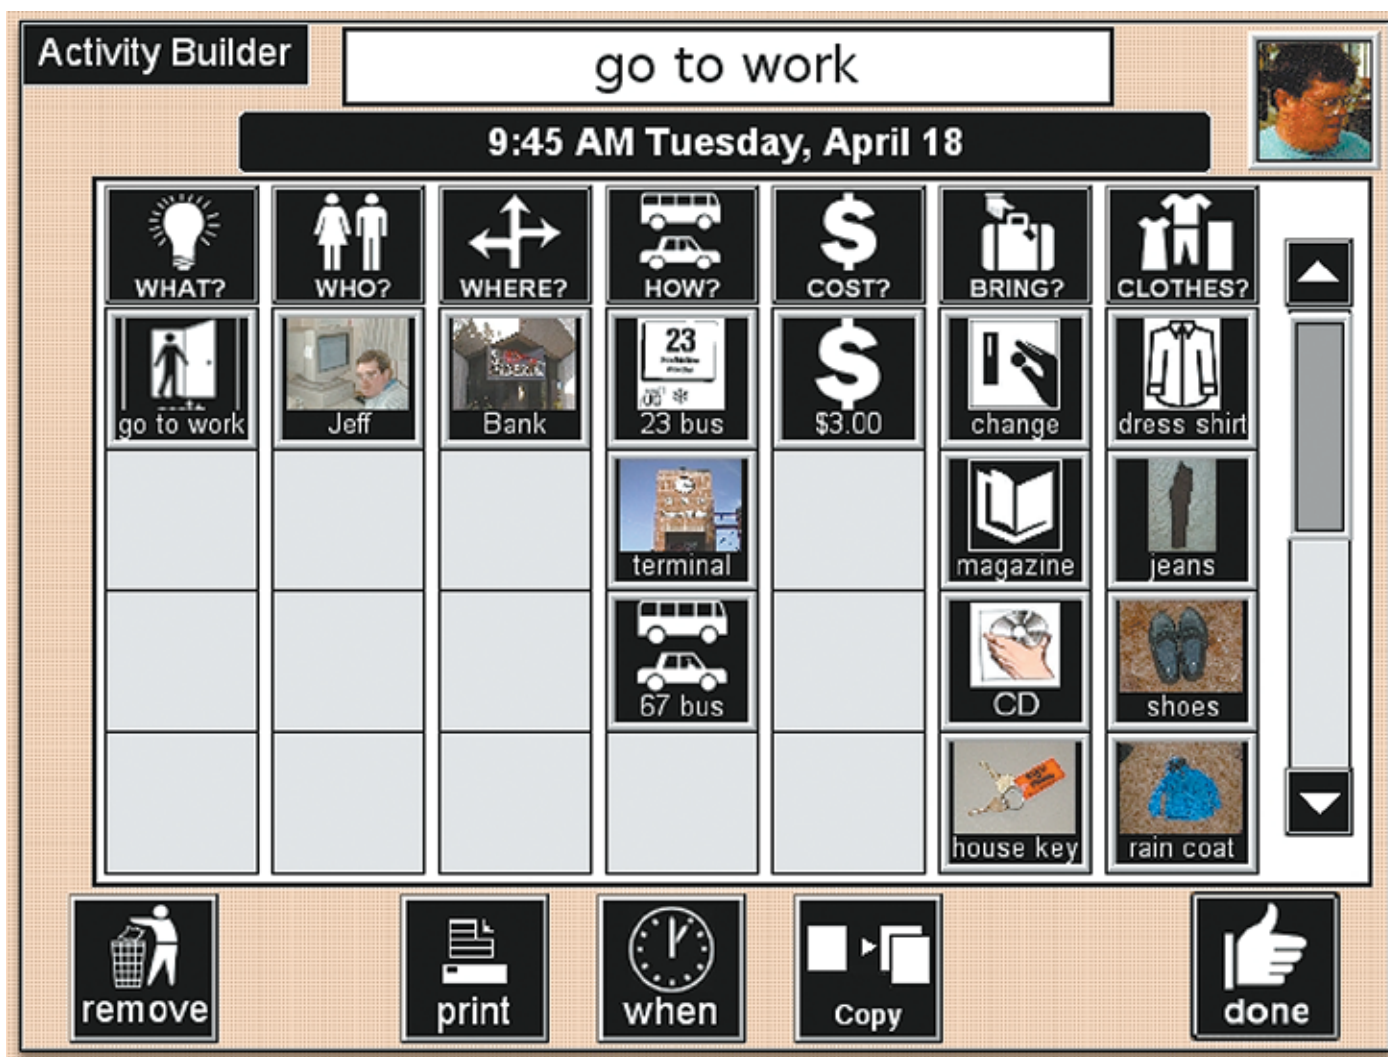 Activity Builder
go to work
9:45 AM Tuesday, April 18
WHAT? WHO? WHERE? HOW? COST? BRING? CLOTHES?
23
go to work Jeff Bank 23 bus $3.00 change dress shirt
terminal magazine jeans
67 bus CD shoes
house key rain coat
remove print when Copy done